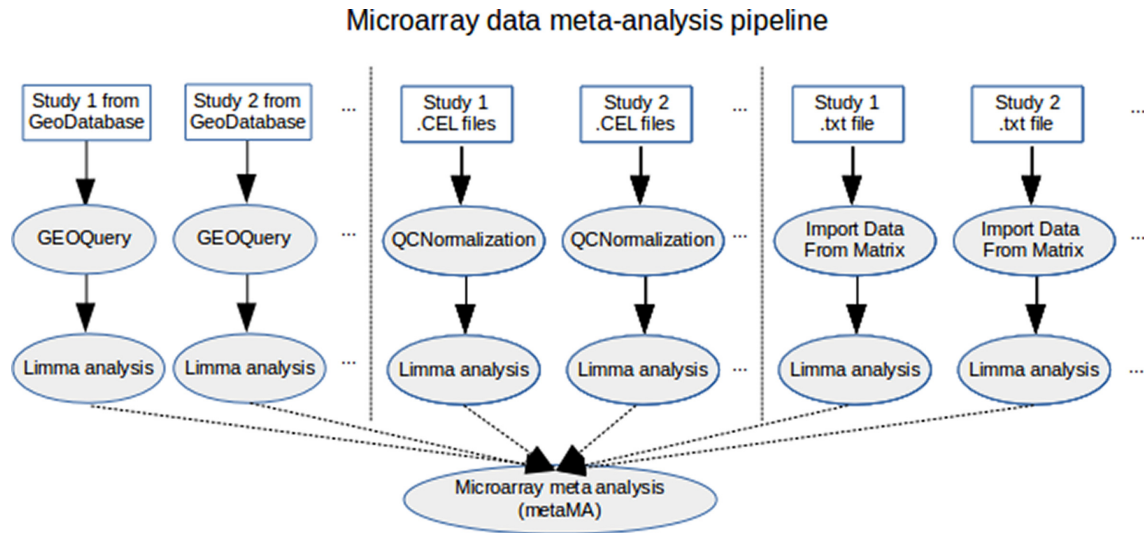 Microarray data meta-analysis pipeline
Study 1 from
GeoDatabase
Study 2 from
GeoDatabase
...
Study 1
.CEL files
Study 2
.CEL files
...
Study 1
.txt file
Study 2
.txt file
...
GEOQuery
GEOQuery
...
QCNormalization
QCNormalization
...
Import Data
From Matrix
Import Data
From Matrix
...
Limma analysis
Limma analysis
...
Limma analysis
Limma analysis
...
Limma analysis
Limma analysis
...
Microarray meta analysis
(metaMA)